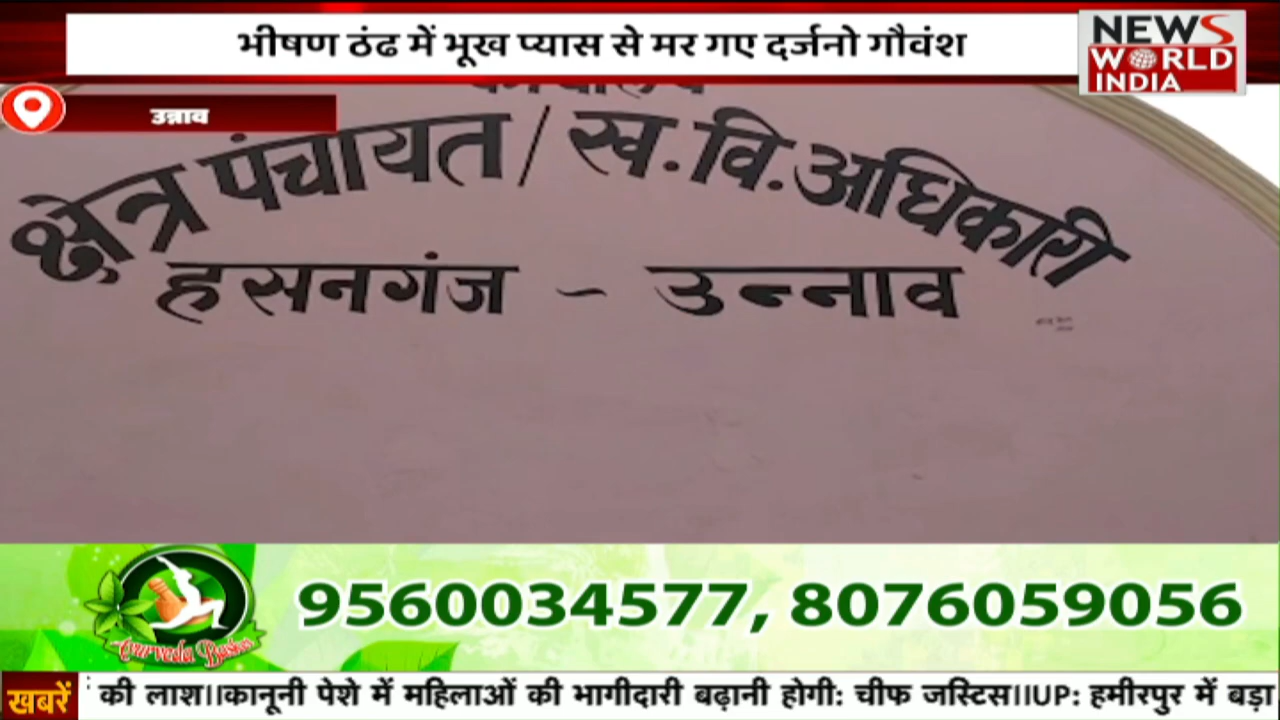 भीषण ठंढ में भूख प्यास से मर गए दर्जनो गौवंश
NEWS
WORLD
INDIA
उन्नाव
क्षेत्र पंचायत / ख.वि.अधिकारी
हसनगंज ~ उन्नाव
9560034577, 8076059056
खबरें
की लाश||कानूनी पेशे में महिलाओं की भागीदारी बढ़ानी होगी: चीफ जस्टिस||UP: हमीरपुर में बड़ा